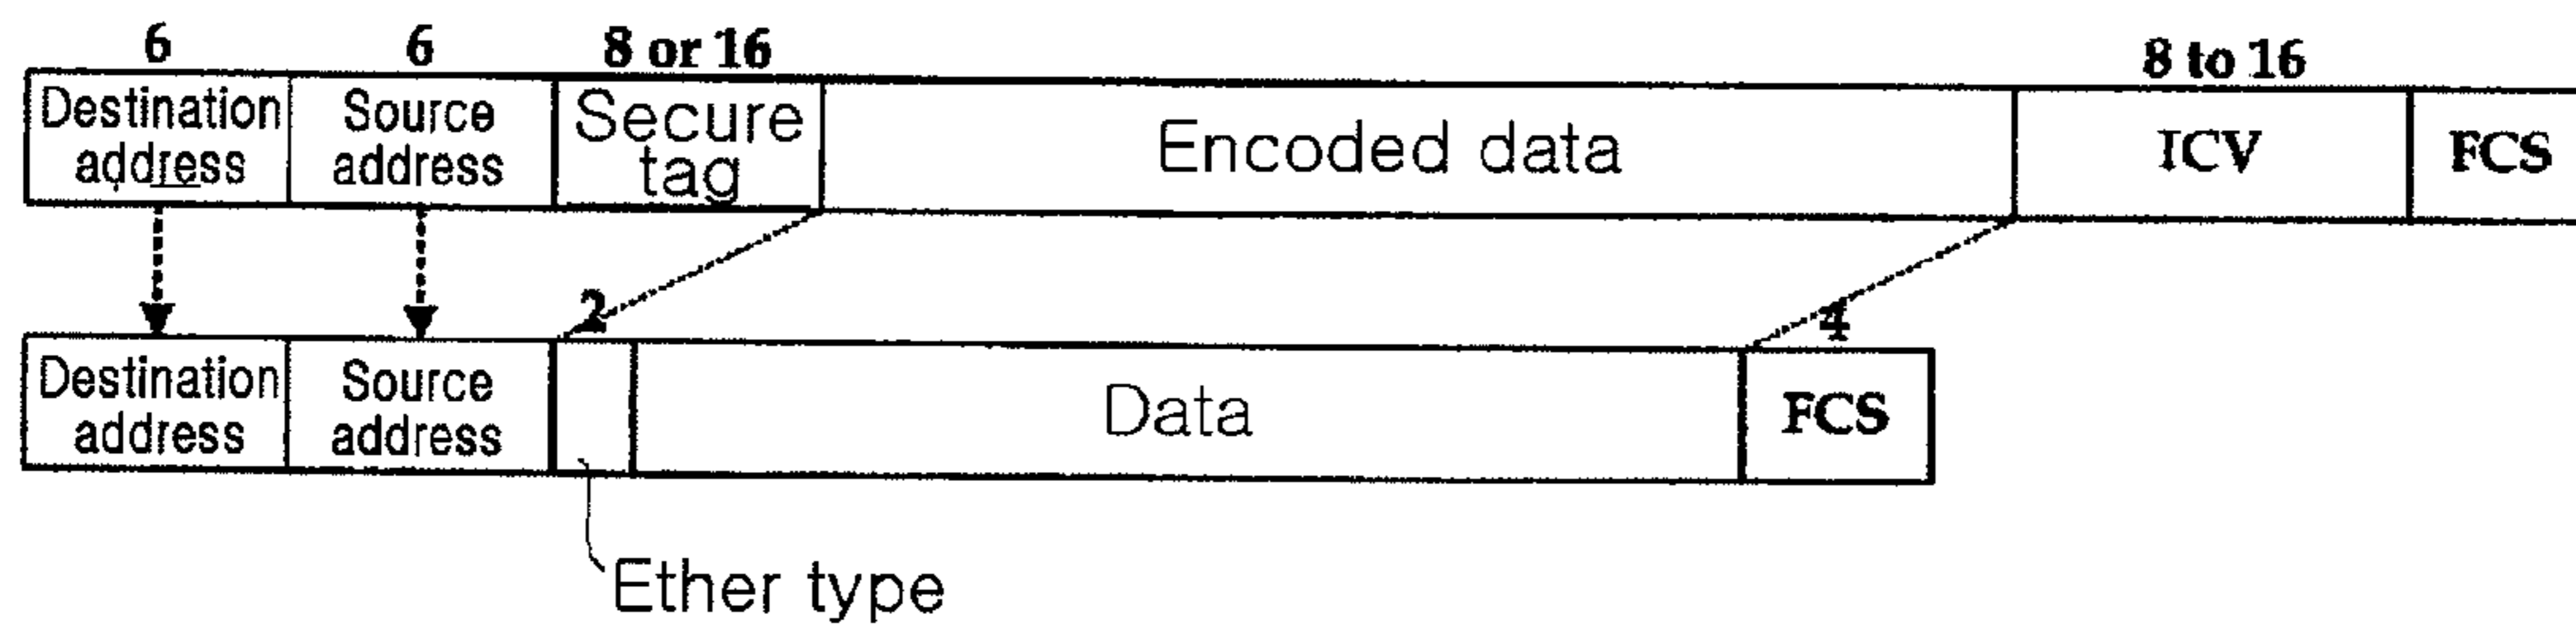 6 6 8 or 16 8 to 16
Destination address Source address Secure tag Encoded data ICV FCS
2 4
Destination address Source address Data FCS
Ether type